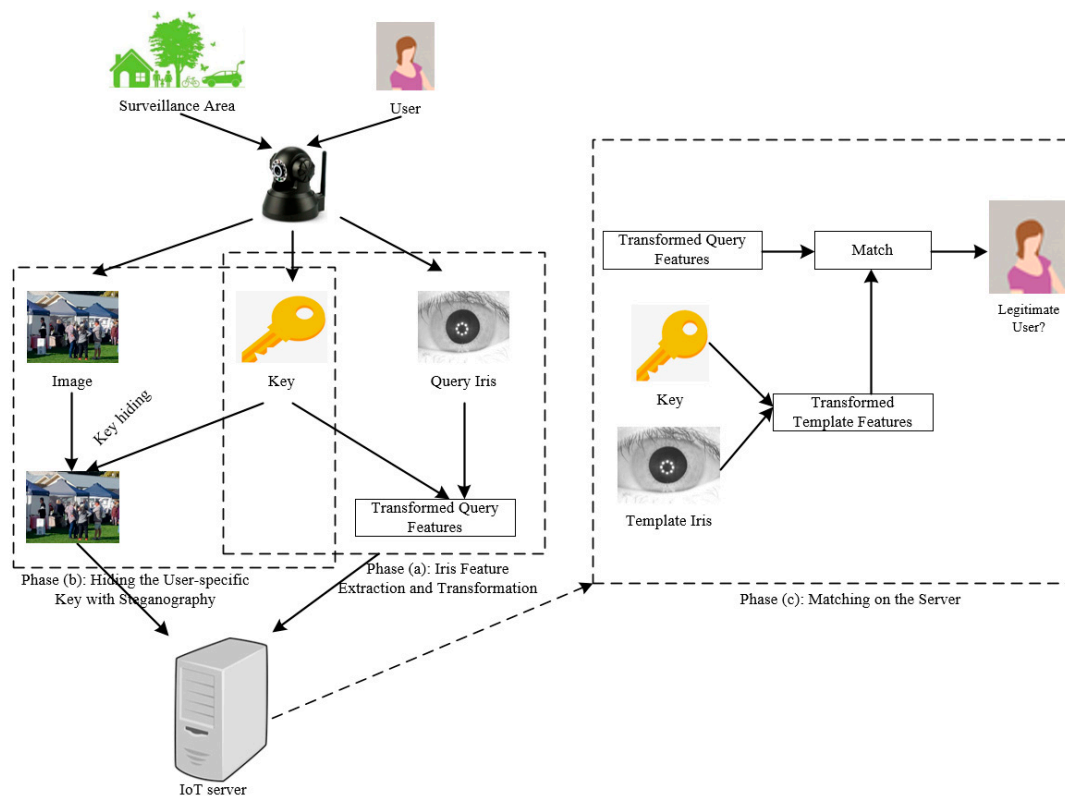 Surveillance Area
User
Image
Key
Query Iris
Key hiding
Transformed Query
Features
Phase (b): Hiding the User-specific
Key with Steganography
Phase (a): Iris Feature
Extraction and Transformation
IoT server
Transformed Query
Features
Match
Legitimate
User?
Key
Transformed
Template Features
Template Iris
Phase (c): Matching on the Server